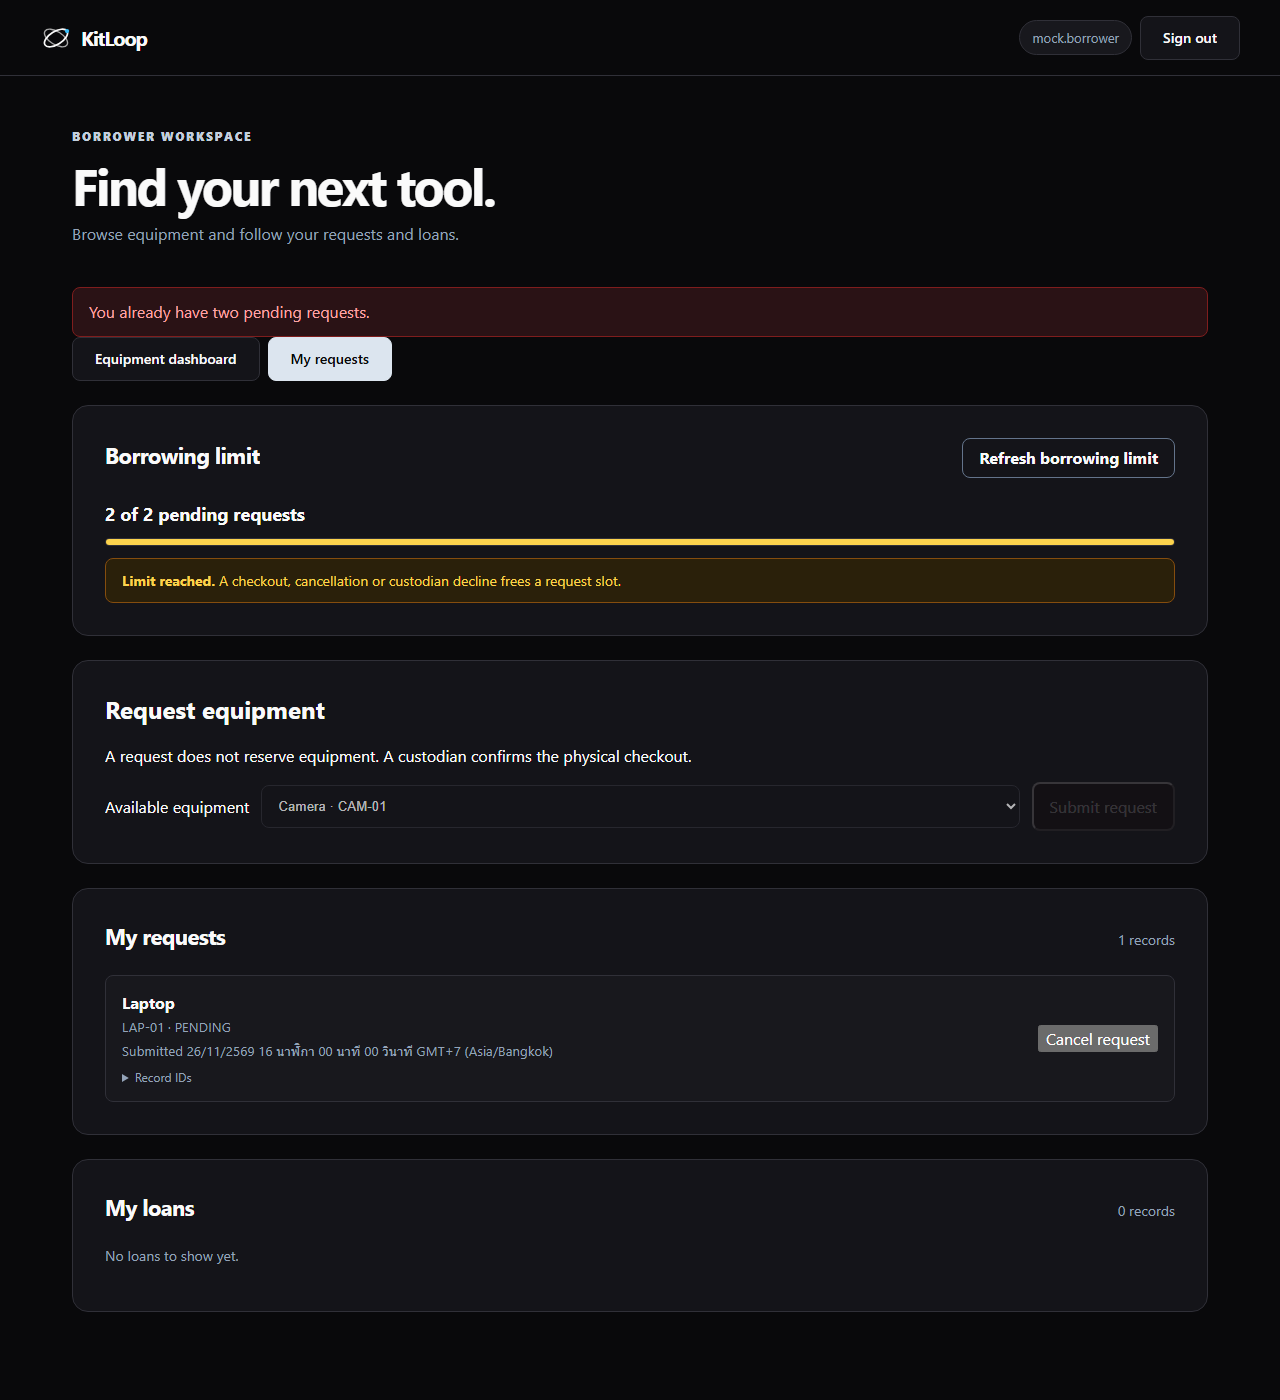 KitLoop
mock.borrower
Sign out
BORROWER WORKSPACE
Find your next tool.
Browse equipment and follow your requests and loans.
You already have two pending requests.
Equipment dashboard
My requests
Borrowing limit
Refresh borrowing limit
2 of 2 pending requests
Limit reached. A checkout, cancellation or custodian decline frees a request slot.
Request equipment
A request does not reserve equipment. A custodian confirms the physical checkout.
Available equipment
Camera · CAM-01
Submit request
My requests
1 records
Laptop
LAP-01 · PENDING
Submitted 26/11/2569 16 นาฬิกา 00 นาที 00 วินาที GMT+7 (Asia/Bangkok)
Cancel request
Record IDs
My loans
0 records
No loans to show yet.